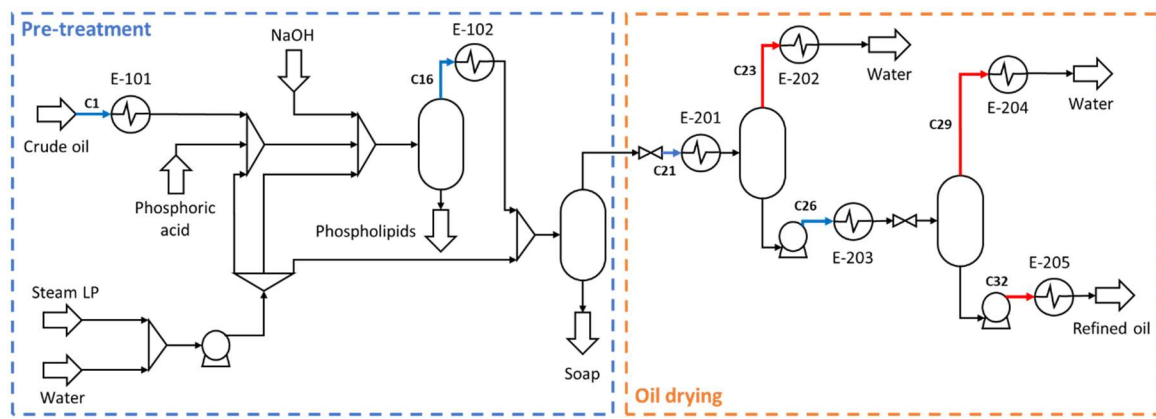 Pre-treatment
NaOH
E-102
C16
E-101
C1
Crude oil
Phosphoric
acid
Phospholipids
Steam LP
Water
Soap
C23
E-202
Water
E-201
C21
C29
E-204
Water
C26
E-203
C32
E-205
Refined oil
Oil drying